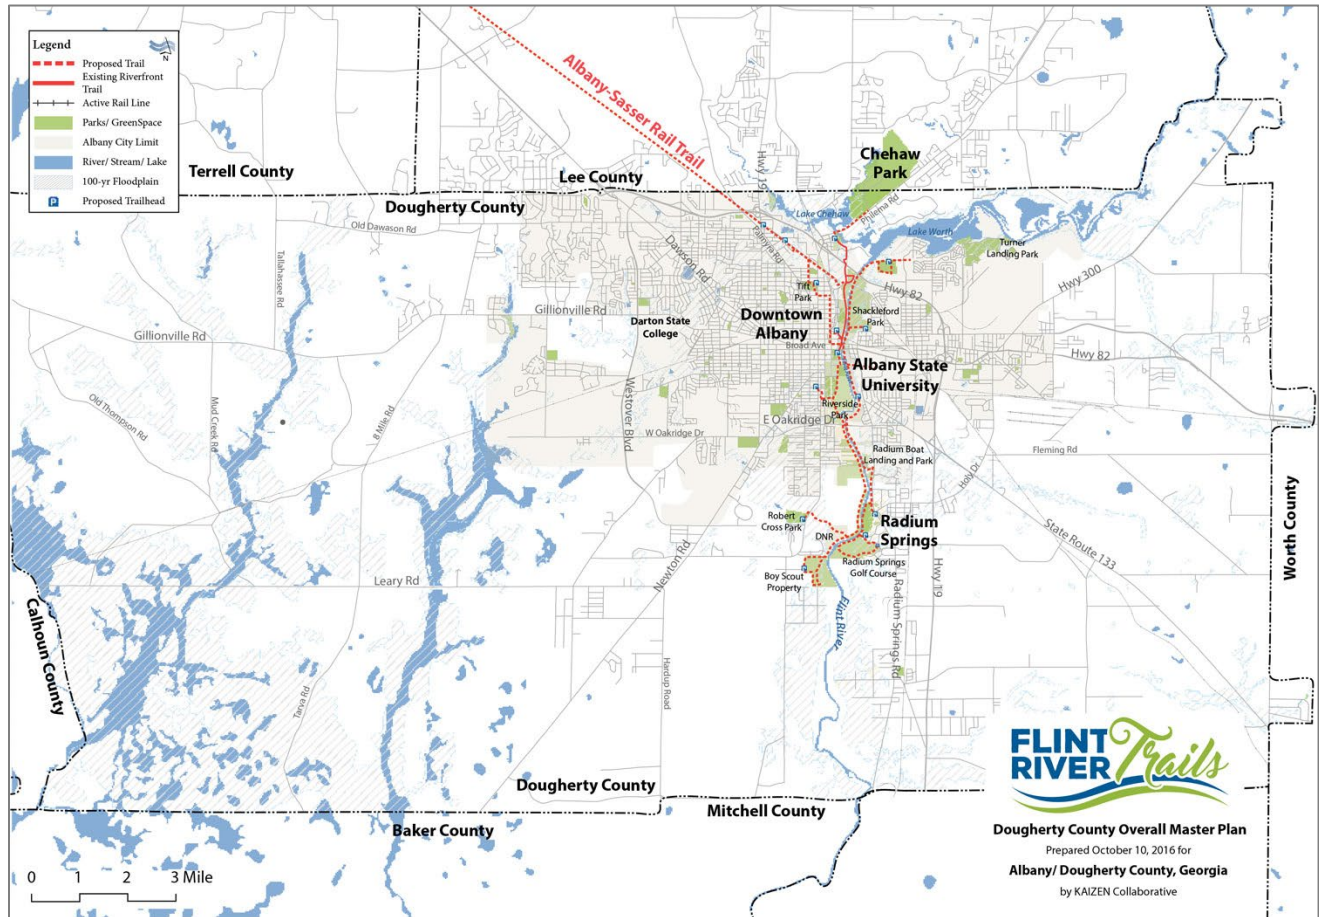 Legend
N
Proposed Trail
Existing Riverfront
Trail
Active Rail Line
Parks/ GreenSpace
Albany City Limit
River/ Stream/ Lake
100-yr Floodplain
P Proposed Trailhead
Albany-Sasser Rail Trail
Hwy 19
Chehaw
Park
Terrell County
Lee County
Dougherty County
Lake Chehaw
Philema Rd
Old Dawason Rd
Palmyra Rd
Lake Worth
Turner
Landing Park
Tallahassee Rd
Dawson Rd
Hwy 300
Tift
Park
Hwy 82
Gillionville Rd
Shackleford
Park
Downtown
Albany
Darton State
College
Gillionville Rd
Broad Ave
Hwy 82
Albany State
University
Westover Blvd
Old Thompson Rd
Mud Creek Rd
8 Mile Rd
Riverside
Park
E Oakridge Dr
W Oakridge Dr
Radium Boat
Landing and Park
Fleming Rd
Holy Dr
Worth County
Robert
Cross Park
Radium
Springs
State Route 133
DNR
Newton Rd
Radium Springs
Golf Course
Boy Scout
Property
Leary Rd
Hwy 19
Calhoun County
Flint River
Radium Springs Rd
Hardup Road
Tarva Rd
FLINT
RIVER Trails
Dougherty County
Mitchell County
Baker County
Dougherty County Overall Master Plan
Prepared October 10, 2016 for
Albany/ Dougherty County, Georgia
by KAIZEN Collaborative
0 1 2 3 Mile